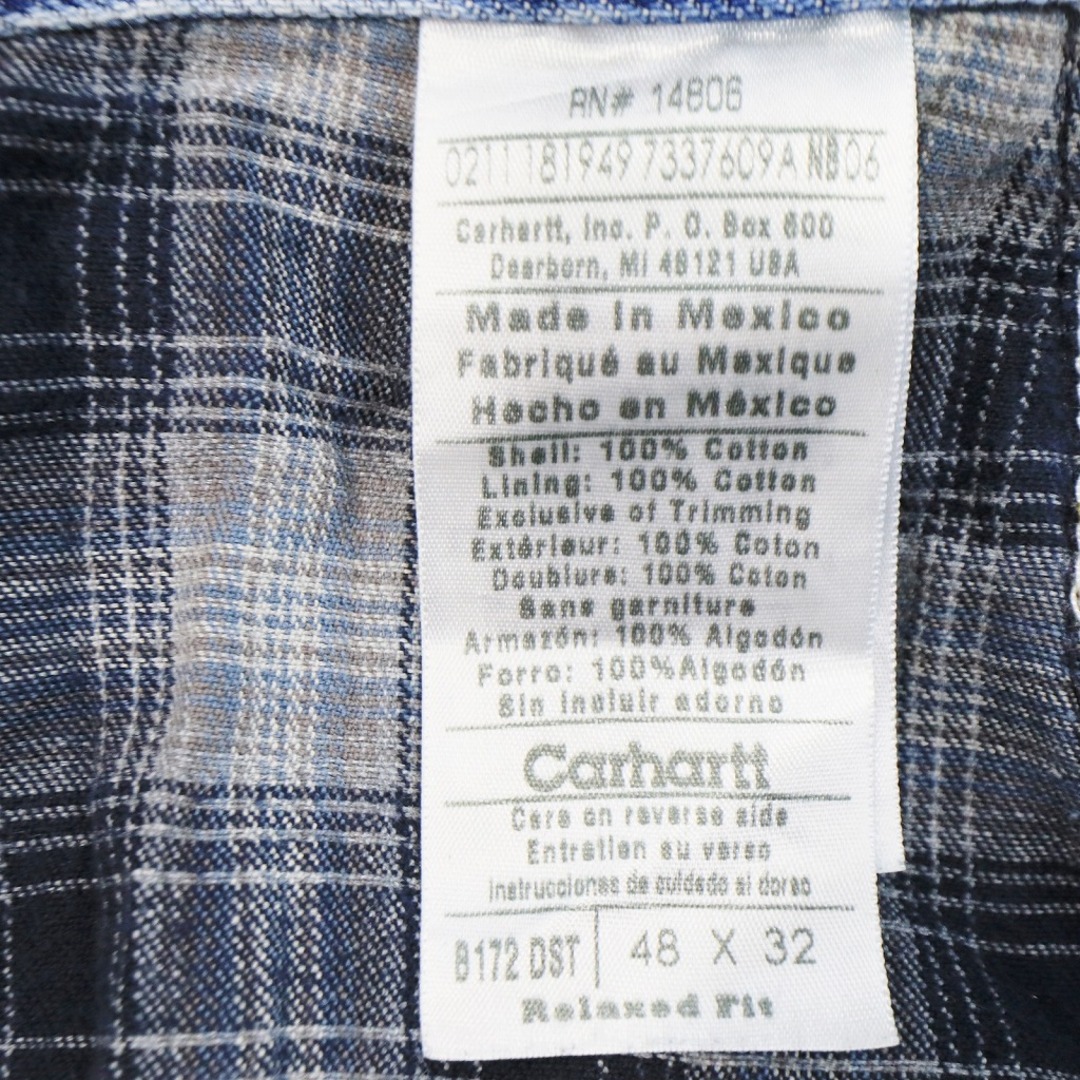 RN# 14806
0211 181949 7337609A NB06
Carhartt, Inc. P. O. Box 600
Dearborn, MI 48121 USA
Made in Mexico
Fabriqué au Mexique
Hecho en México
Shell: 100% Cotton
Lining: 100% Cotton
Exclusive of Trimming
Extérieur: 100% Coton
Doublure: 100% Coton
Sans garniture
Armazón: 100% Algodón
Forro: 100%Algodón
Sin incluir adorno
Carhartt
Care on reverse side
Entretien au verso
Instrucciones de cuidado al dorso
B172 DST 48 X 32
Relaxed Fit